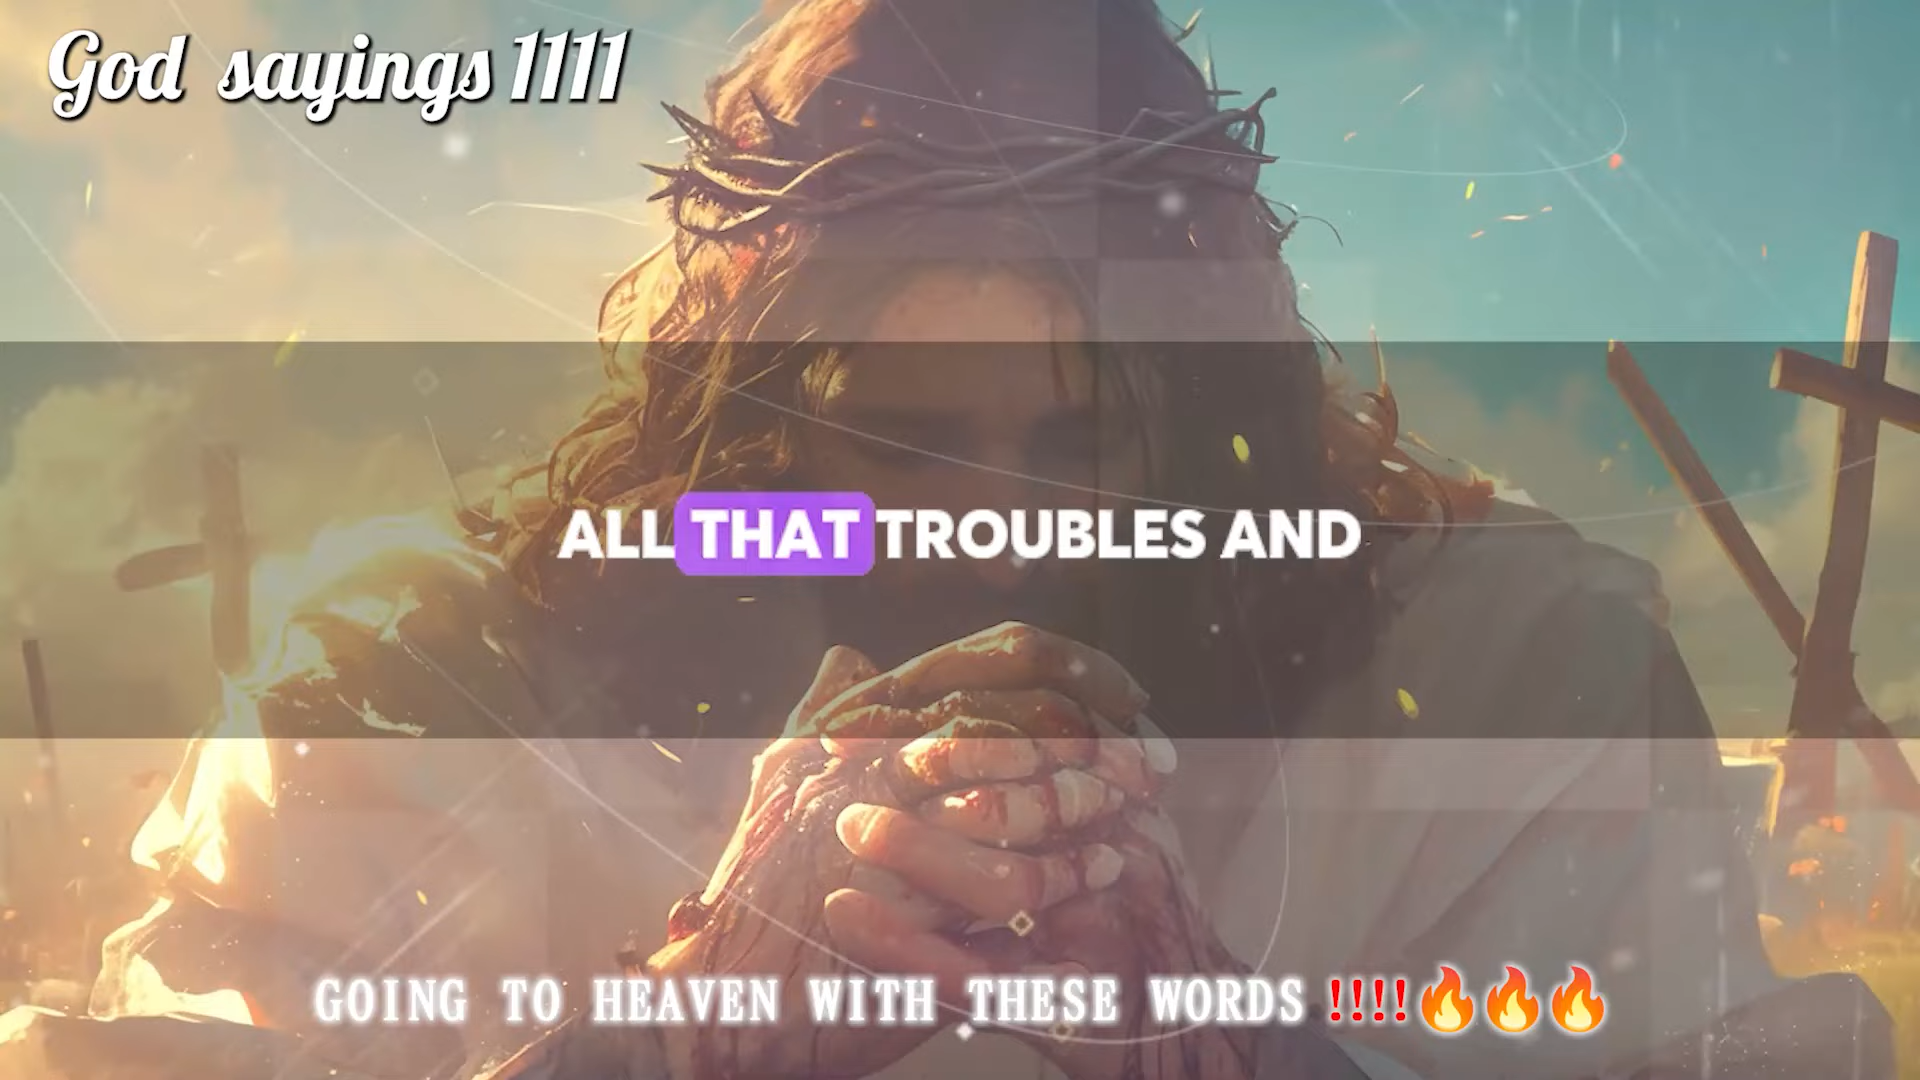 God sayings 1111
ALL THAT TROUBLES AND
GOING TO HEAVEN WITH THESE WORDS !!!!🔥🔥🔥